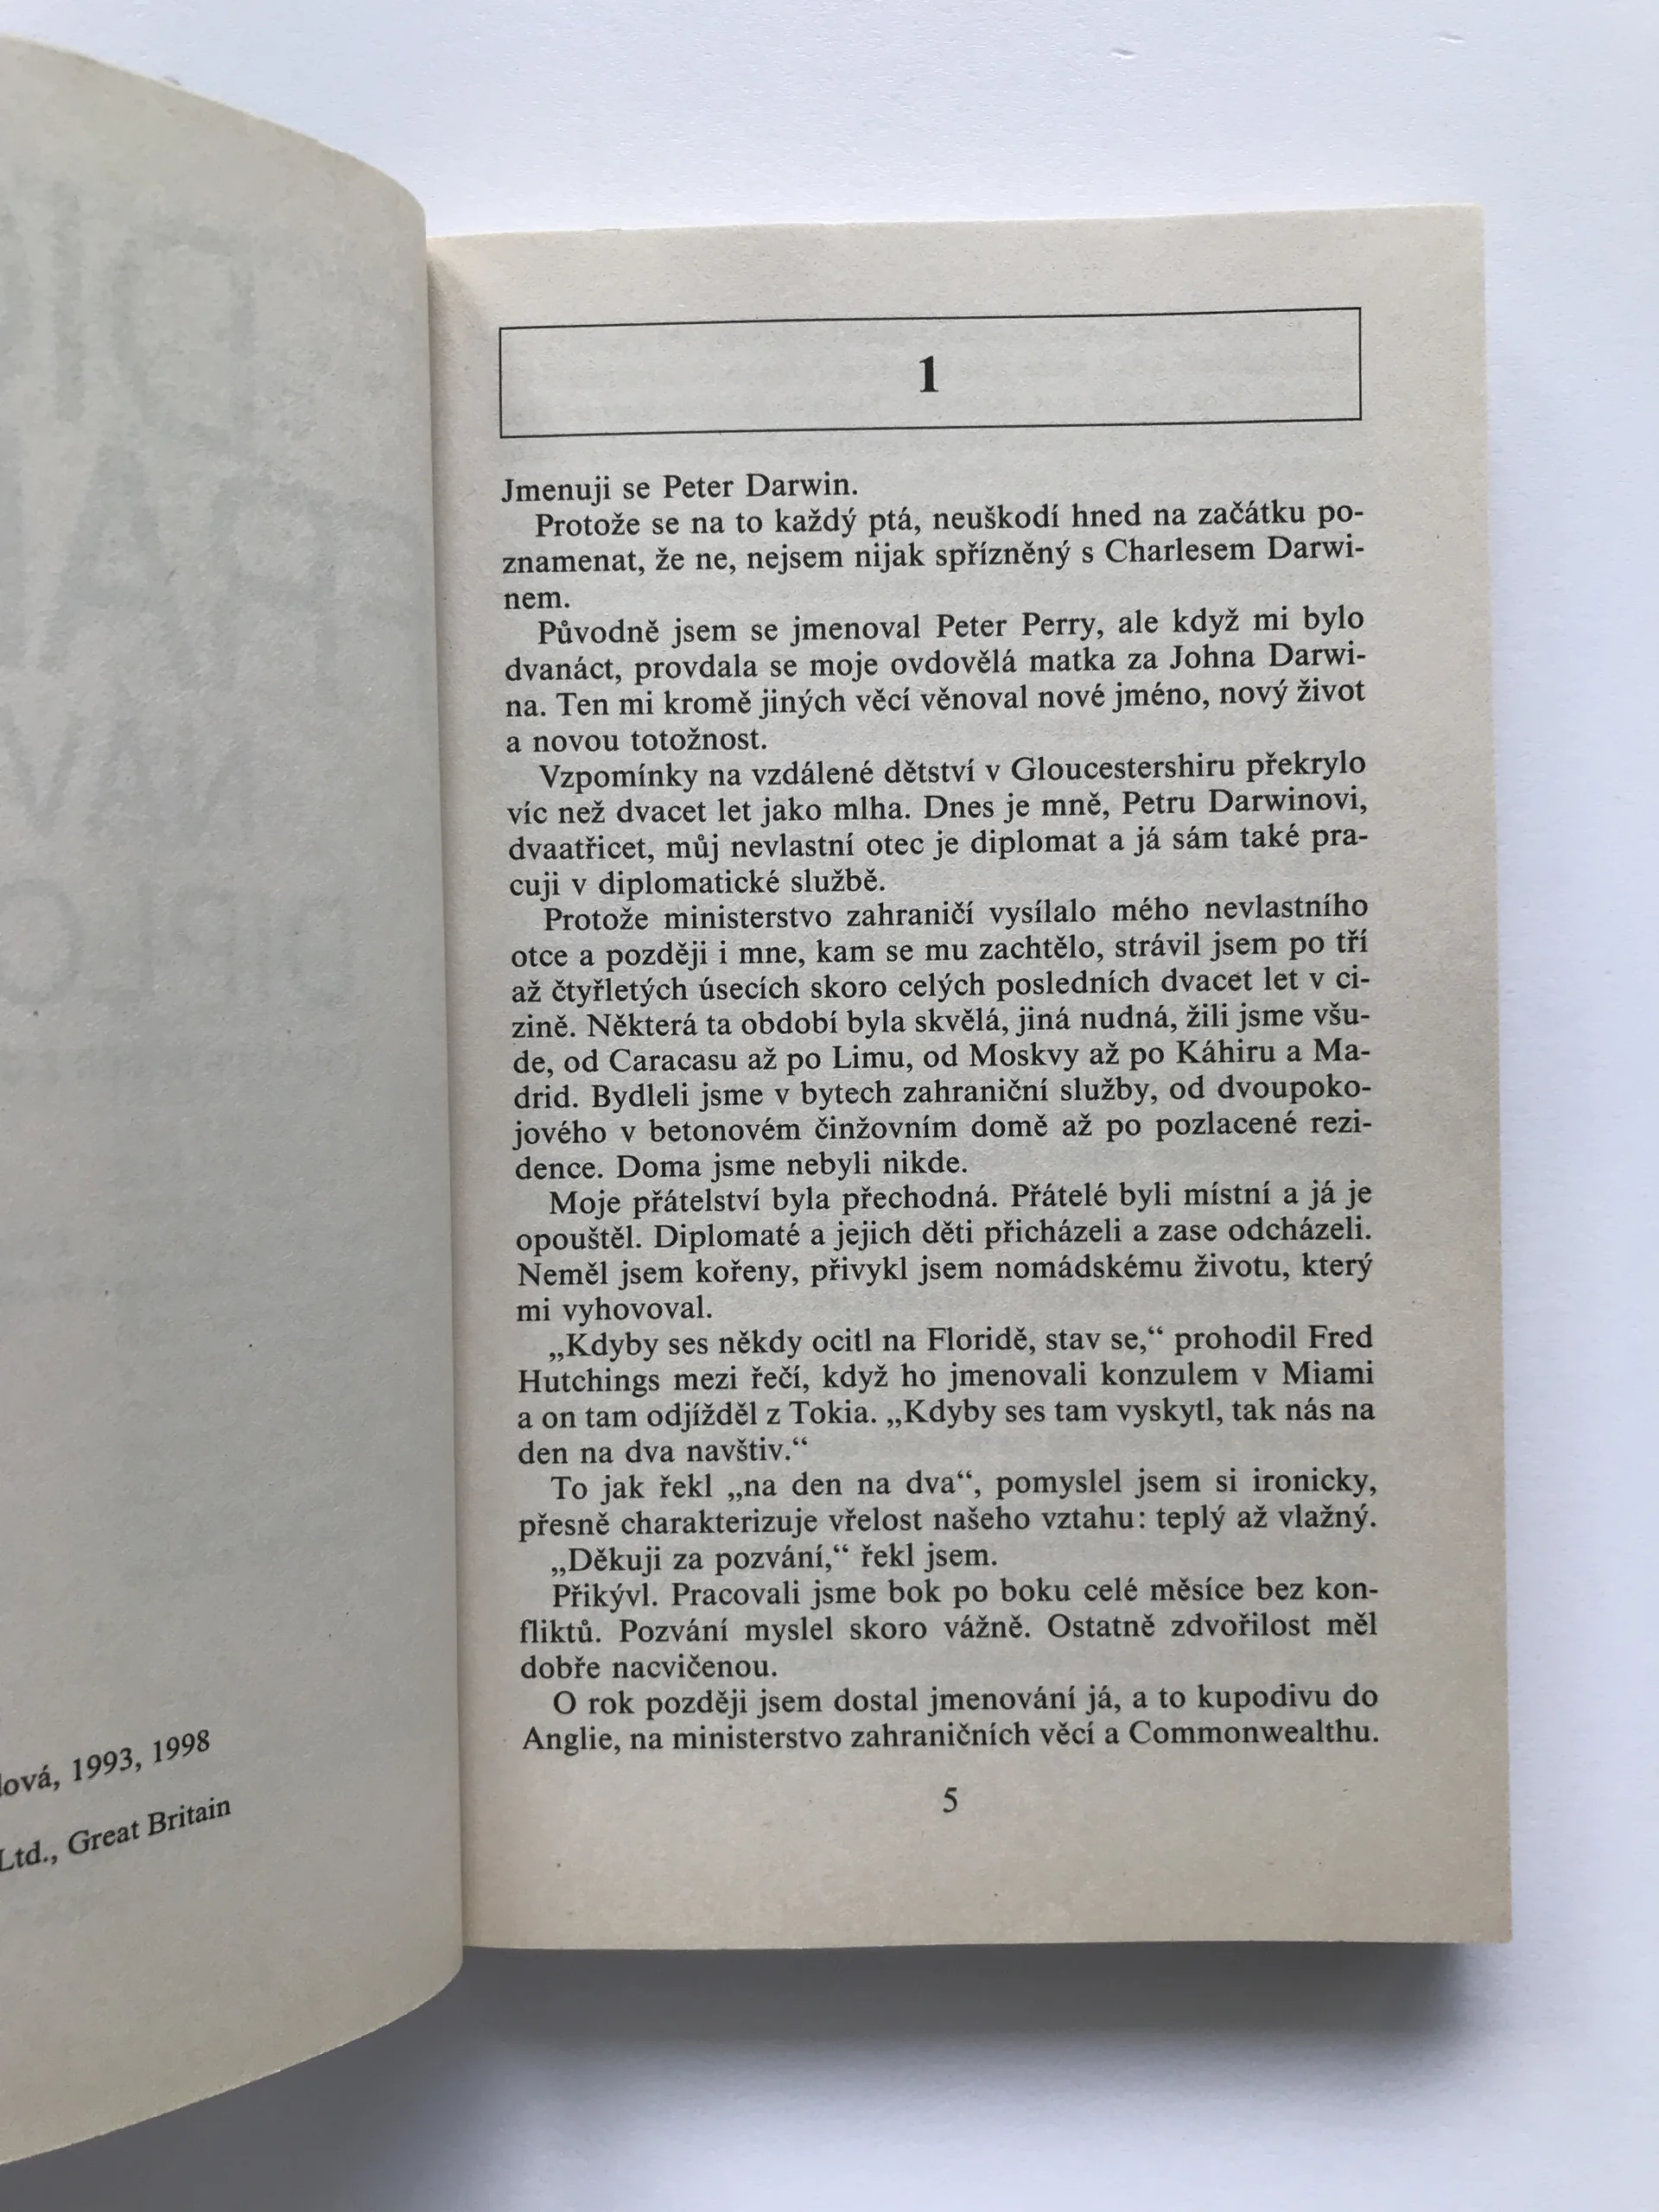 lová, 1993, 1998
Ltd., Great Britain
1
Jmenuji se Peter Darwin.
Protože se na to každý ptá, neuškodí hned na začátku po-
znamenat, že ne, nejsem nijak spřízněný s Charlesem Darwi-
nem.
Původně jsem se jmenoval Peter Perry, ale když mi bylo
dvanáct, provdala se moje ovdovělá matka za Johna Darwi-
na. Ten mi kromě jiných věcí věnoval nové jméno, nový život
a novou totožnost.
Vzpomínky na vzdálené dětství v Gloucestershiru překrylo
víc než dvacet let jako mlha. Dnes je mně, Petru Darwinovi,
dvaatřicet, můj nevlastní otec je diplomat a já sám také pra-
cuji v diplomatické službě.
Protože ministerstvo zahraničí vysílalo mého nevlastního
otce a později i mne, kam se mu zachtělo, strávil jsem po tří
až čtyřletých úsecích skoro celých posledních dvacet let v ci-
zině. Některá ta období byla skvělá, jiná nudná, žili jsme všu-
de, od Caracasu až po Limu, od Moskvy až po Káhiru a Ma-
drid. Bydleli jsme v bytech zahraniční služby, od dvoupoko-
jového v betonovém činžovním domě až po pozlacené rezi-
dence. Doma jsme nebyli nikde.
Moje přátelství byla přechodná. Přátelé byli místní a já je
opouštěl. Diplomaté a jejich děti přicházeli a zase odcházeli.
Neměl jsem kořeny, přivykl jsem nomádskému životu, který
mi vyhovoval.
„Kdyby ses někdy ocitl na Floridě, stav se,“ prohodil Fred
Hutchings mezi řečí, když ho jmenovali konzulem v Miami
a on tam odjížděl z Tokia. „Kdyby ses tam vyskytl, tak nás na
den na dva navštiv.“
To jak řekl „na den na dva“, pomyslel jsem si ironicky,
přesně charakterizuje vřelost našeho vztahu: teplý až vlažný.
„Děkuji za pozvání,“ řekl jsem.
Přikývl. Pracovali jsme bok po boku celé měsíce bez kon-
fliktů. Pozvání myslel skoro vážně. Ostatně zdvořilost měl
dobře nacvičenou.
O rok později jsem dostal jmenování já, a to kupodivu do
Anglie, na ministerstvo zahraničních věcí a Commonwealthu.
5